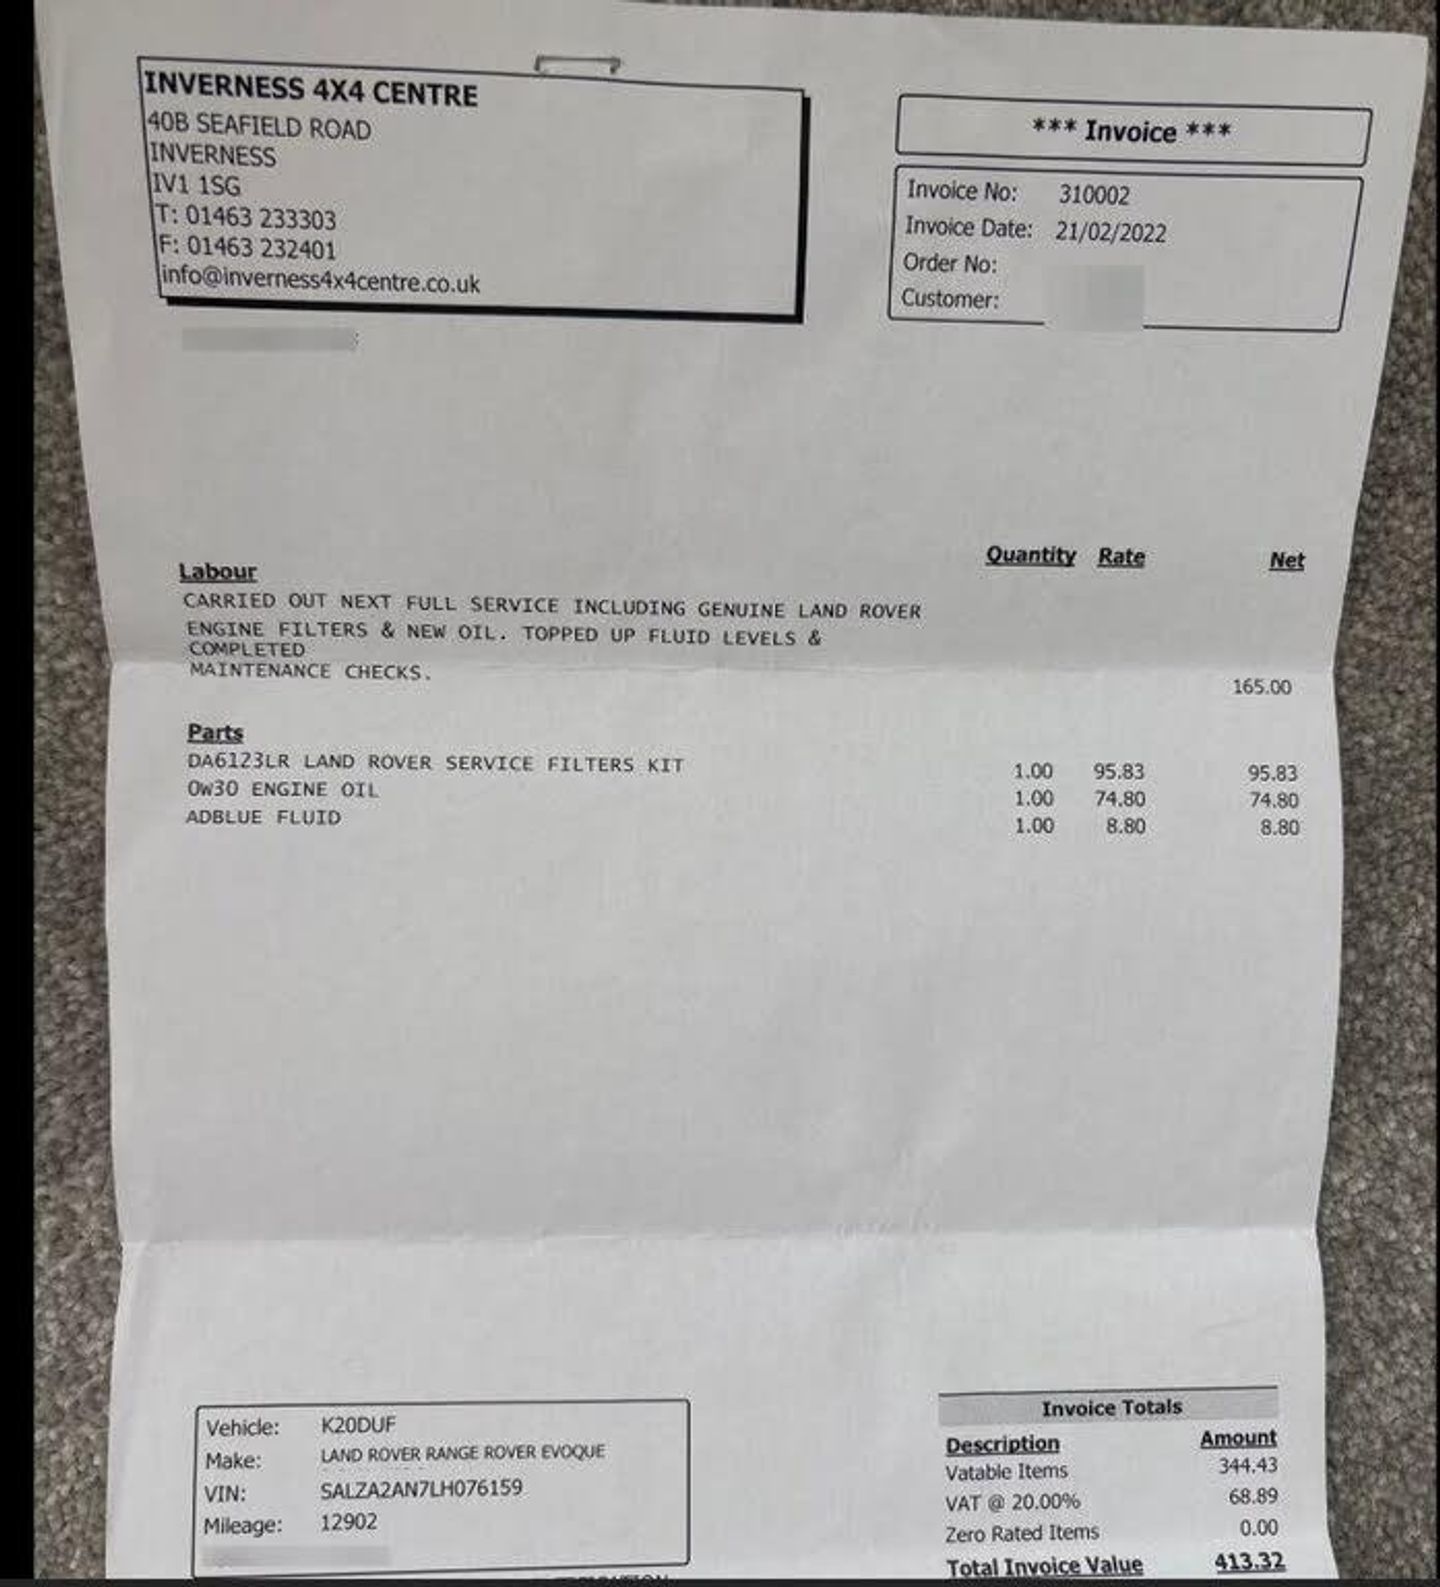 INVERNESS 4X4 CENTRE
40B SEAFIELD ROAD
INVERNESS
IV1 1SG
T: 01463 233303
F: 01463 232401
info@inverness4x4centre.co.uk
*** Invoice ***
Invoice No: 310002
Invoice Date: 21/02/2022
Order No:
Customer:
Labour Quantity Rate Net
CARRIED OUT NEXT FULL SERVICE INCLUDING GENUINE LAND ROVER
ENGINE FILTERS & NEW OIL. TOPPED UP FLUID LEVELS &
COMPLETED
MAINTENANCE CHECKS. 165.00
Parts
DA6123LR LAND ROVER SERVICE FILTERS KIT 1.00 95.83 95.83
0W30 ENGINE OIL 1.00 74.80 74.80
ADBLUE FLUID 1.00 8.80 8.80
Vehicle: K20DUF
Make: LAND ROVER RANGE ROVER EVOQUE
VIN: SALZA2AN7LH076159
Mileage: 12902
Invoice Totals
Description Amount
Vatable Items 344.43
VAT @ 20.00% 68.89
Zero Rated Items 0.00
Total Invoice Value 413.32